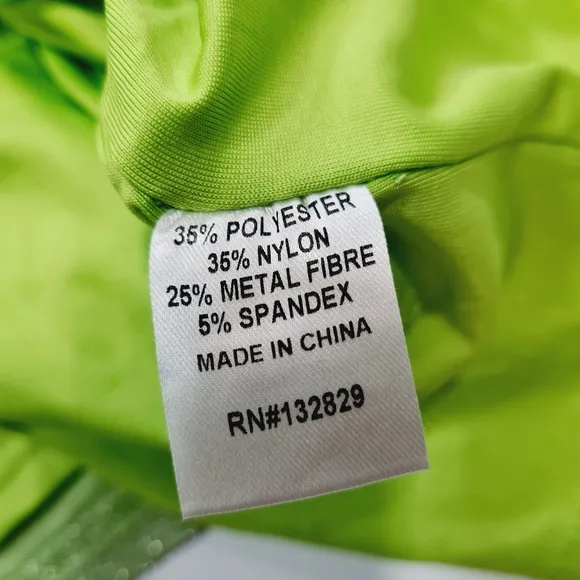 35% POLYESTER
35% NYLON
25% METAL FIBRE
5% SPANDEX
MADE IN CHINA
RN#132829